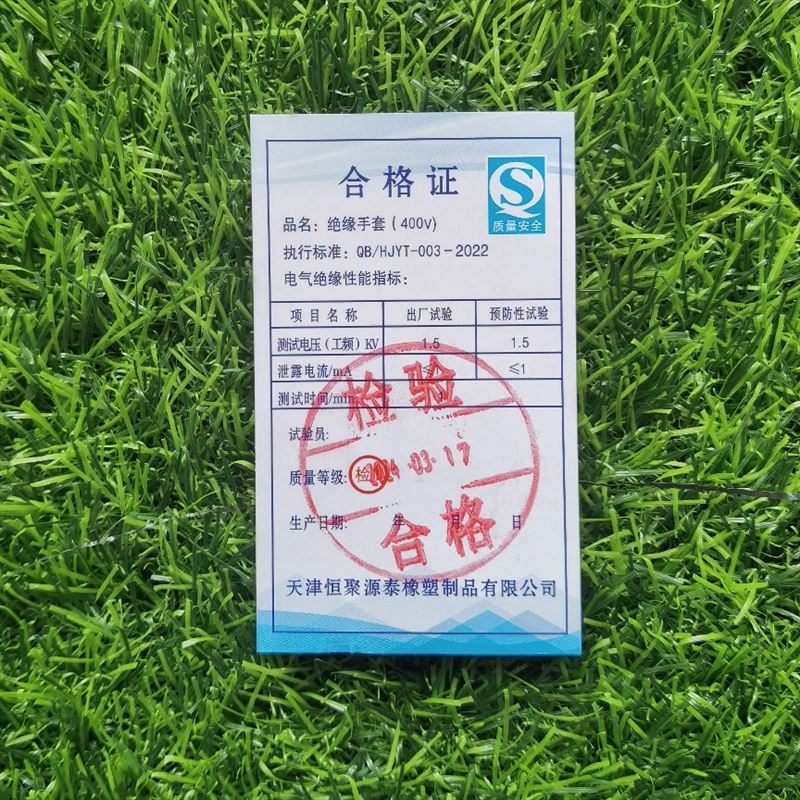 合格证
S
质量安全
品名：绝缘手套（400v)
执行标准：QB/HJYT-003-2022
电气绝缘性能指标：
项目名称 出厂试验 预防性试验
测试电压（工频）KV 1.5 1.5
泄露电流/mA ≤ ≤1
测试时间/min 1
检验
试验员:
质量等级: 检 2024.03.17
生产日期: 年 月 日
合格
天津恒聚源泰橡塑制品有限公司